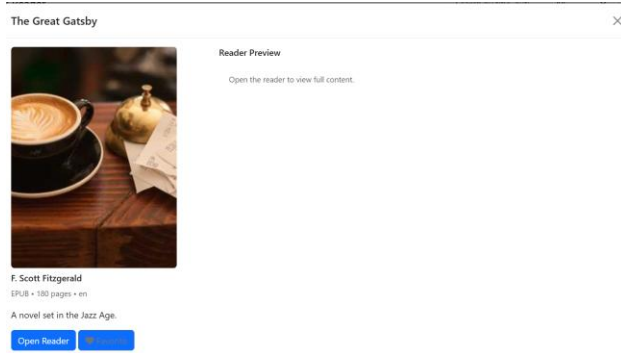 The Great Gatsby
Reader Preview
Open the reader to view full content.
F. Scott Fitzgerald
EPUB • 180 pages • en
A novel set in the Jazz Age.
Open Reader
Favorite